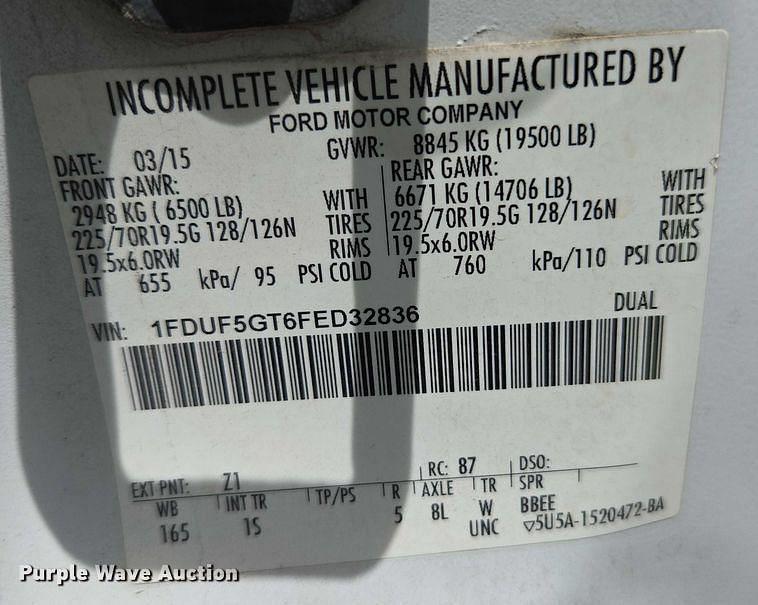 INCOMPLETE VEHICLE MANUFACTURED BY
FORD MOTOR COMPANY
DATE: 03/15 GVWR: 8845 KG (19500 LB)
FRONT GAWR: REAR GAWR:
2948 KG ( 6500 LB) WITH 6671 KG (14706 LB) WITH
225/70R19.5G 128/126N TIRES 225/70R19.5G 128/126N TIRES
19.5x6.0RW RIMS 19.5x6.0RW RIMS
AT 655 kPa/ 95 PSI COLD AT 760 kPa/110 PSI COLD
VIN: 1FDUF5GT6FED32836 DUAL
EXT PNT: Z1 RC: 87 DSO:
WB INT TR TP/PS R AXLE TR SPR
165 1S 5 8L W BBEE
UNC ▽5U5A-1520472-BA
Purple Wave Auction